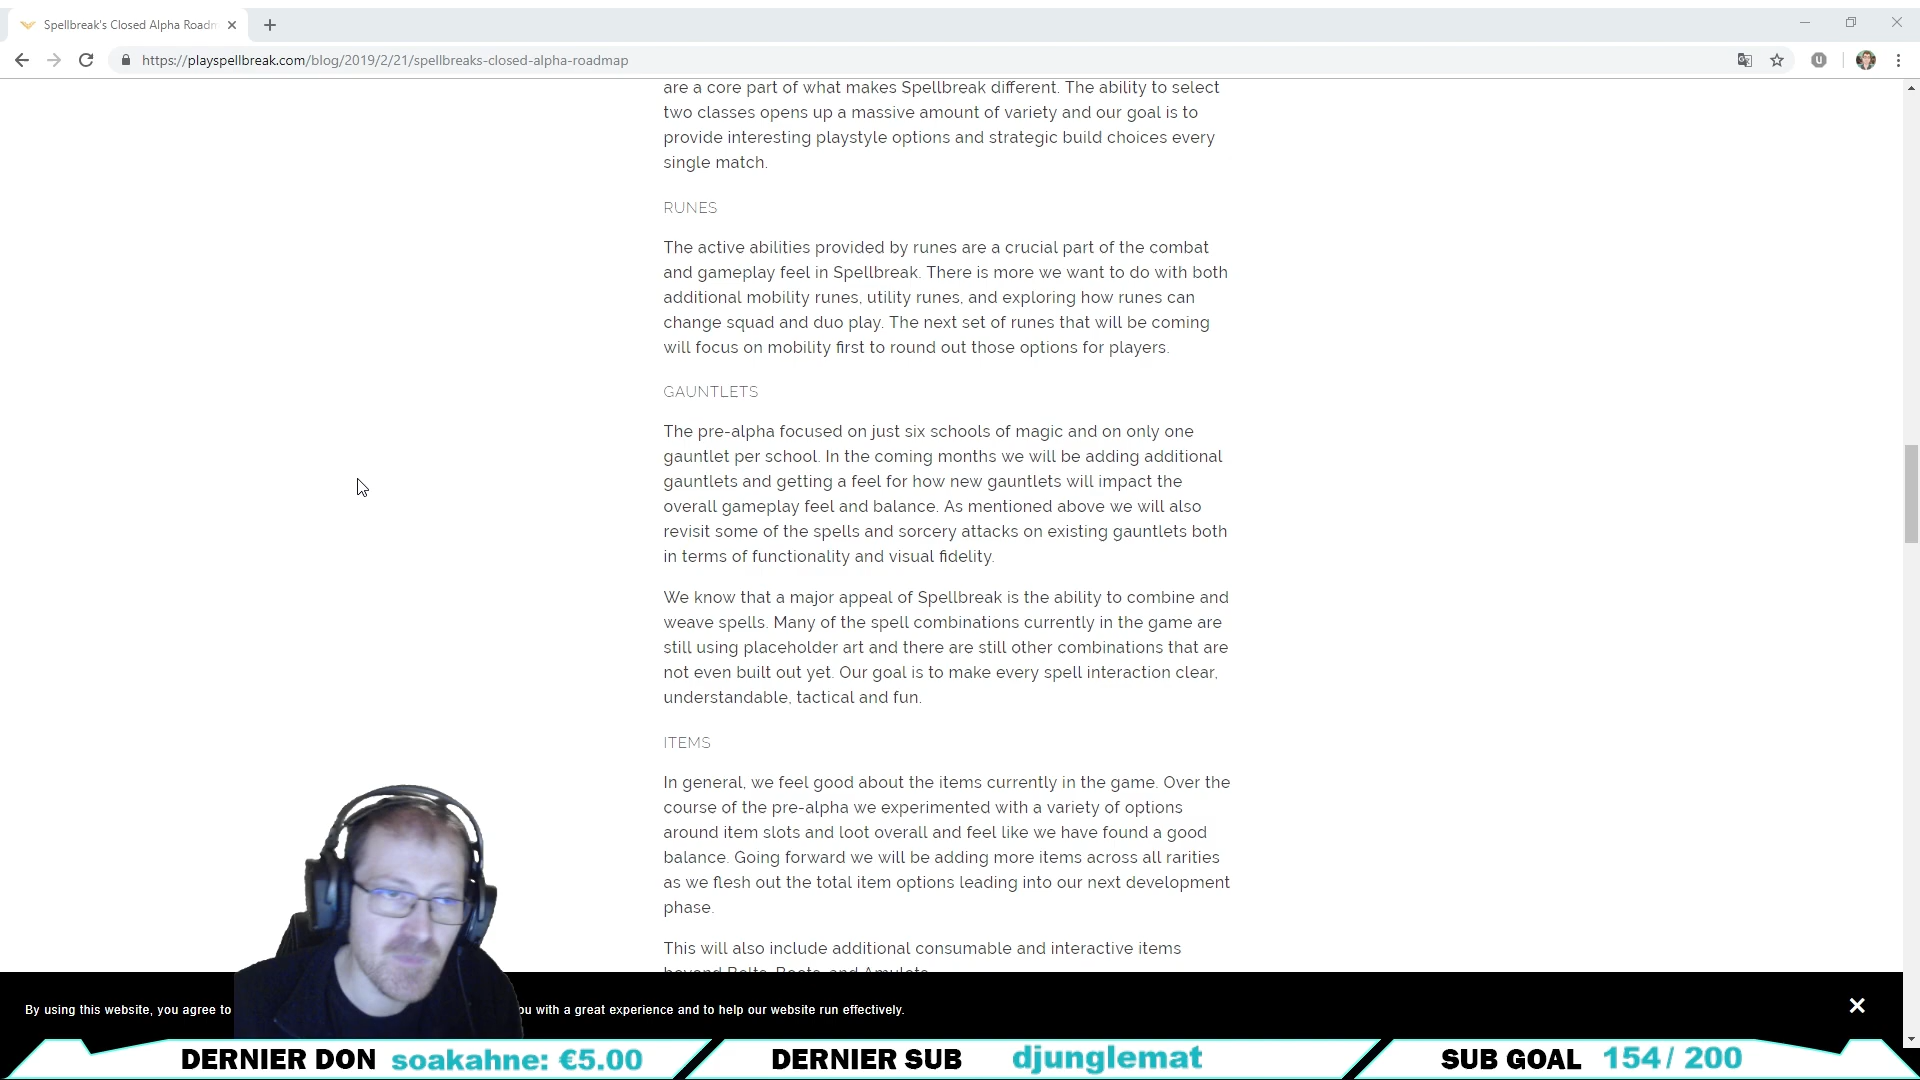 Spellbreak's Closed Alpha Roadm
https://playspellbreak.com/blog/2019/2/21/spellbreaks-closed-alpha-roadmap
are a core part of what makes Spellbreak different. The ability to select
two classes opens up a massive amount of variety and our goal is to
provide interesting playstyle options and strategic build choices every
single match.
RUNES
The active abilities provided by runes are a crucial part of the combat
and gameplay feel in Spellbreak. There is more we want to do with both
additional mobility runes, utility runes, and exploring how runes can
change squad and duo play. The next set of runes that will be coming
will focus on mobility first to round out those options for players.
GAUNTLETS
The pre-alpha focused on just six schools of magic and on only one
gauntlet per school. In the coming months we will be adding additional
gauntlets and getting a feel for how new gauntlets will impact the
overall gameplay feel and balance. As mentioned above we will also
revisit some of the spells and sorcery attacks on existing gauntlets both
in terms of functionality and visual fidelity.
We know that a major appeal of Spellbreak is the ability to combine and
weave spells. Many of the spell combinations currently in the game are
still using placeholder art and there are still other combinations that are
not even built out yet. Our goal is to make every spell interaction clear,
understandable, tactical and fun.
ITEMS
In general, we feel good about the items currently in the game. Over the
course of the pre-alpha we experimented with a variety of options
around item slots and loot overall and feel like we have found a good
balance. Going forward we will be adding more items across all rarities
as we flesh out the total item options leading into our next development
phase.
This will also include additional consumable and interactive items
beyond Belts, Boots, and Amulets.
By using this website, you agree to ou with a great experience and to help our website run effectively.
DERNIER DON soakahne: €5.00 DERNIER SUB djunglemat SUB GOAL 154 / 200